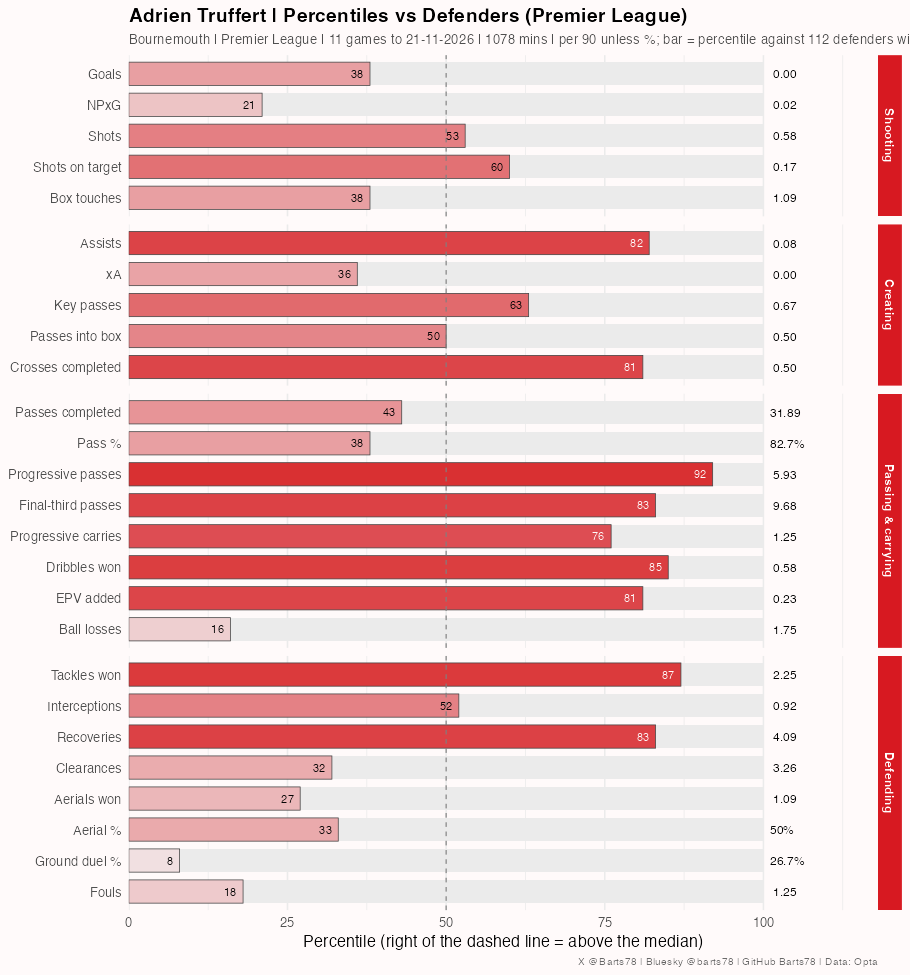 Adrien Truffert | Percentiles vs Defenders (Premier League)
Bournemouth | Premier League | 11 games to 21-11-2026 | 1078 mins | per 90 unless %; bar = percentile against 112 defenders wi
Goals 38 0.00
NPxG 21 0.02
Shots 53 0.58
Shots on target 60 0.17
Box touches 38 1.09
Shooting
Assists 82 0.08
xA 36 0.00
Key passes 63 0.67
Passes into box 50 0.50
Crosses completed 81 0.50
Creating
Passes completed 43 31.89
Pass % 38 82.7%
Progressive passes 92 5.93
Final-third passes 83 9.68
Progressive carries 76 1.25
Dribbles won 85 0.58
EPV added 81 0.23
Ball losses 16 1.75
Passing & carrying
Tackles won 87 2.25
Interceptions 52 0.92
Recoveries 83 4.09
Clearances 32 3.26
Aerials won 27 1.09
Aerial % 33 50%
Ground duel % 8 26.7%
Fouls 18 1.25
Defending
0 25 50 75 100
Percentile (right of the dashed line = above the median)
X @Barts78 | Bluesky @barts78 | GitHub Barts78 | Data: Opta